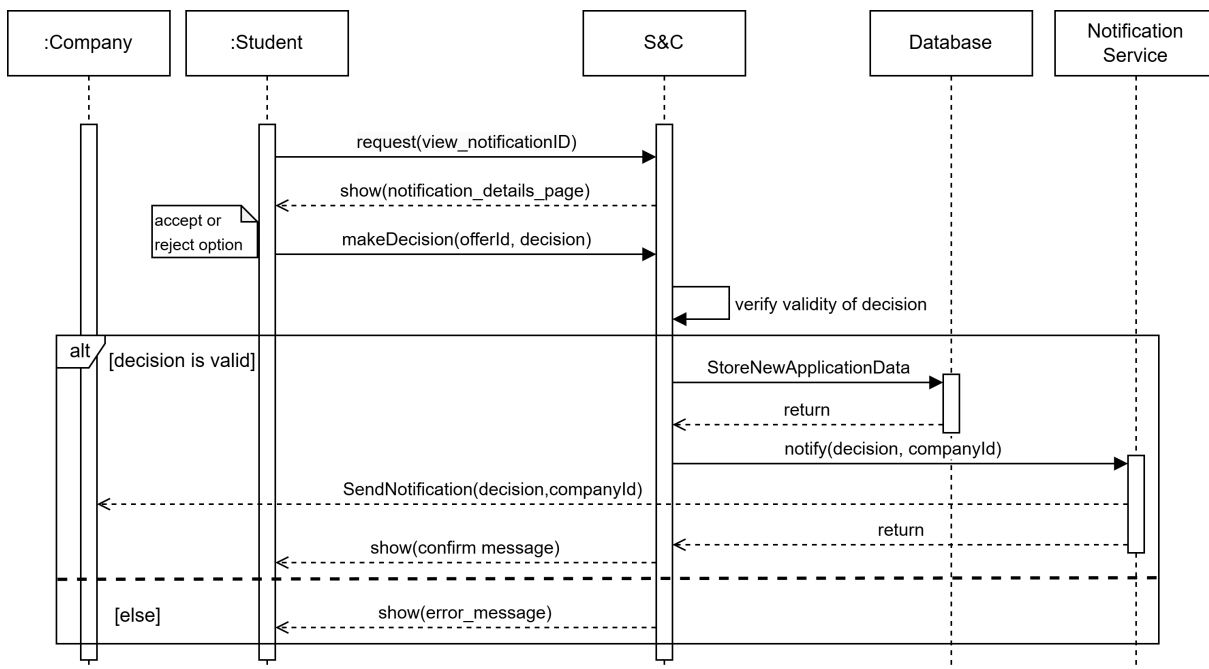 :Company
:Student
S&C
Database
Notification
Service
request(view_notificationID)
show(notification_details_page)
accept or
reject option
makeDecision(offerId, decision)
verify validity of decision
alt
[decision is valid]
StoreNewApplicationData
return
notify(decision, companyId)
SendNotification(decision,companyId)
return
show(confirm message)
[else]
show(error_message)